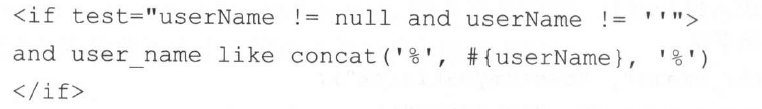 <if test="userName != null and userName != ''">
and user_name like concat('%', #{userName}, '%')
</if>